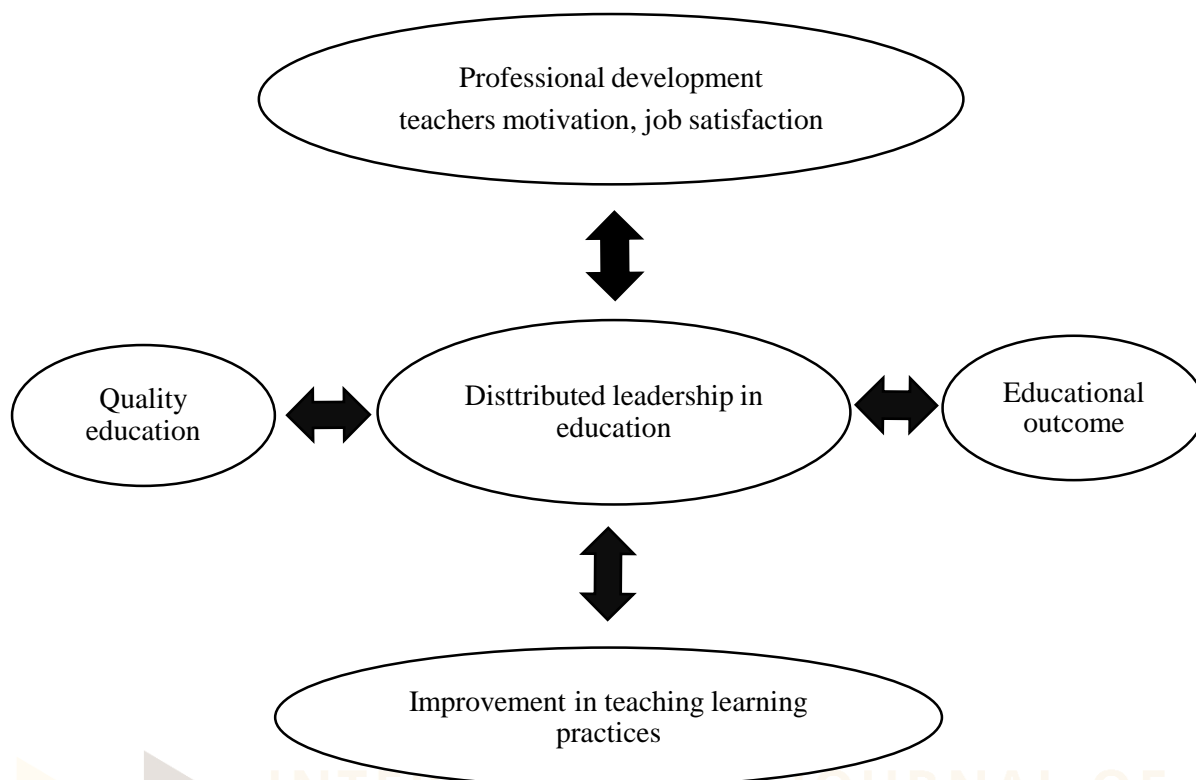 Professional development
teachers motivation, job satisfaction
Quality
education
Disttributed leadership in
education
Educational
outcome
Improvement in teaching learning
practices